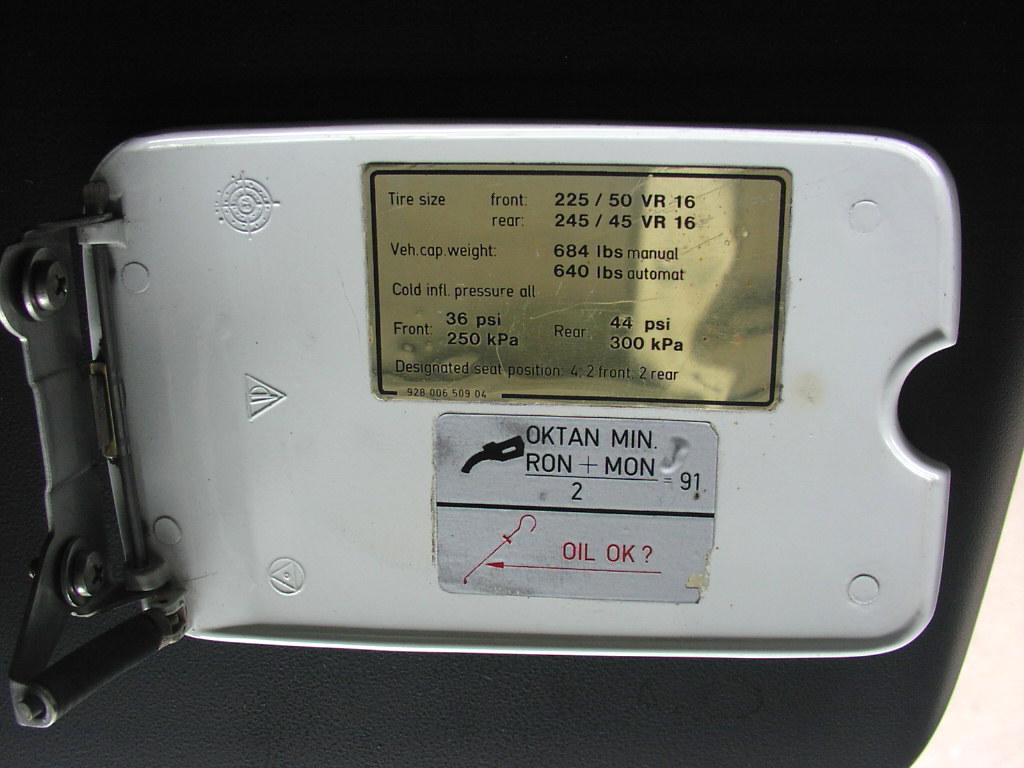 Tire size front: 225 / 50 VR 16
rear: 245 / 45 VR 16
Veh.cap.weight: 684 lbs manual
640 lbs automat
Cold infl. pressure all
Front: 36 psi Rear: 44 psi
250 kPa 300 kPa
Designated seat position: 4; 2 front; 2 rear
928 006 509 04
OKTAN MIN.
RON + MON = 91
2
OIL OK ?